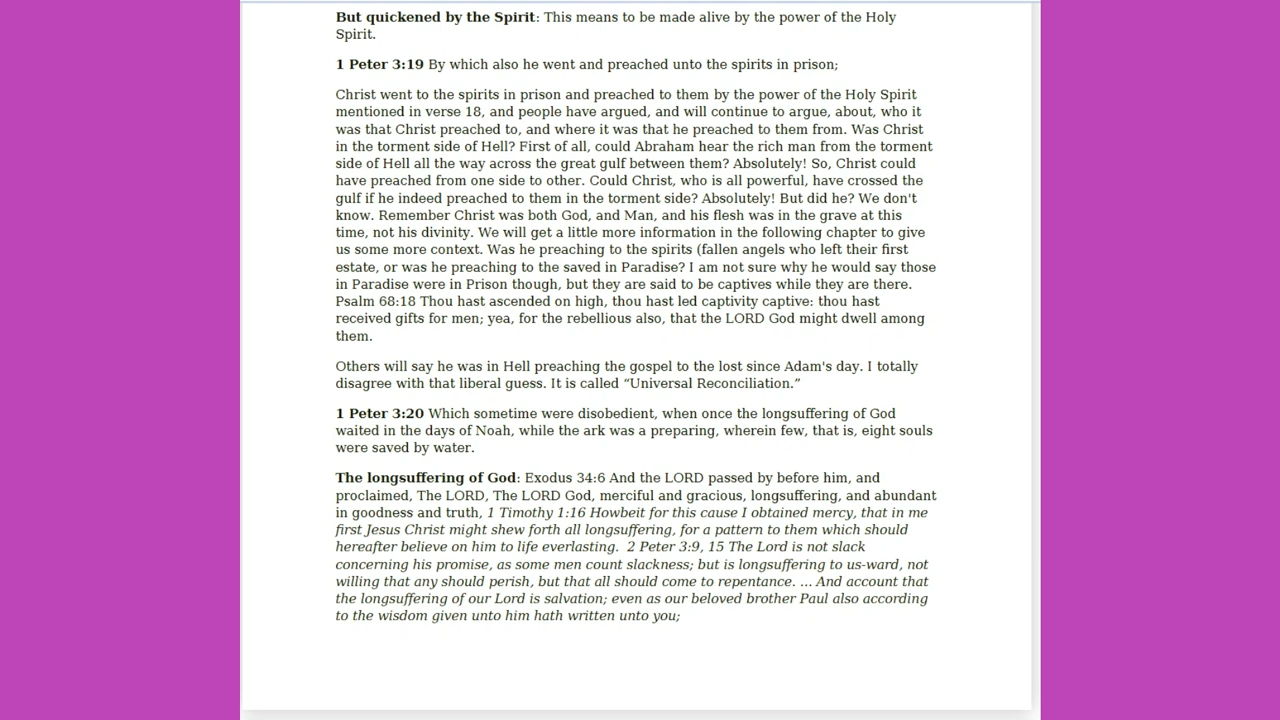 But quickened by the Spirit: This means to be made alive by the power of the Holy
Spirit.
1 Peter 3:19 By which also he went and preached unto the spirits in prison;
Christ went to the spirits in prison and preached to them by the power of the Holy Spirit
mentioned in verse 18, and people have argued, and will continue to argue, about, who it
was that Christ preached to, and where it was that he preached to them from. Was Christ
in the torment side of Hell? First of all, could Abraham hear the rich man from the torment
side of Hell all the way across the great gulf between them? Absolutely! So, Christ could
have preached from one side to other. Could Christ, who is all powerful, have crossed the
gulf if he indeed preached to them in the torment side? Absolutely! But did he? We don't
know. Remember Christ was both God, and Man, and his flesh was in the grave at this
time, not his divinity. We will get a little more information in the following chapter to give
us some more context. Was he preaching to the spirits (fallen angels who left their first
estate, or was he preaching to the saved in Paradise? I am not sure why he would say those
in Paradise were in Prison though, but they are said to be captives while they are there.
Psalm 68:18 Thou hast ascended on high, thou hast led captivity captive: thou hast
received gifts for men; yea, for the rebellious also, that the LORD God might dwell among
them.
Others will say he was in Hell preaching the gospel to the lost since Adam's day. I totally
disagree with that liberal guess. It is called “Universal Reconciliation.”
1 Peter 3:20 Which sometime were disobedient, when once the longsuffering of God
waited in the days of Noah, while the ark was a preparing, wherein few, that is, eight souls
were saved by water.
The longsuffering of God: Exodus 34:6 And the LORD passed by before him, and
proclaimed, The LORD, The LORD God, merciful and gracious, longsuffering, and abundant
in goodness and truth, 1 Timothy 1:16 Howbeit for this cause I obtained mercy, that in me
first Jesus Christ might shew forth all longsuffering, for a pattern to them which should
hereafter believe on him to life everlasting.  2 Peter 3:9, 15 The Lord is not slack
concerning his promise, as some men count slackness; but is longsuffering to us-ward, not
willing that any should perish, but that all should come to repentance. ... And account that
the longsuffering of our Lord is salvation; even as our beloved brother Paul also according
to the wisdom given unto him hath written unto you;